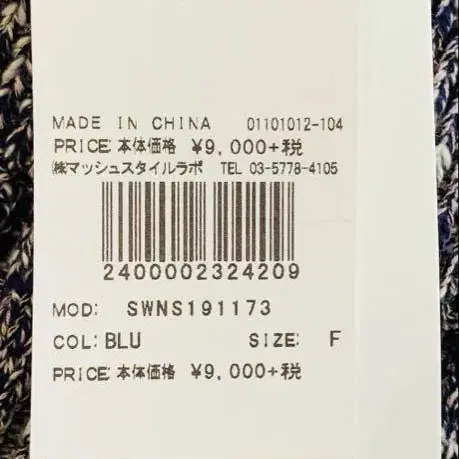 MADE IN CHINA 01101012-104
PRICE:本体価格 ¥9,000+税
㈱マッシュスタイルラボ TEL 03-5778-4105
2400002324209
MOD: SWNS191173
COL:BLU SIZE: F
PRICE:本体価格 ¥9,000+税